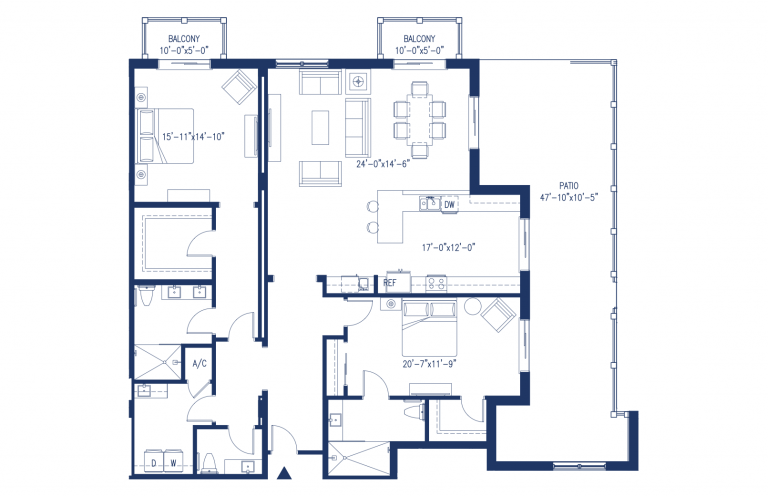 BALCONY
10'-0"x5'-0"
BALCONY
10'-0"x5'-0"
15'-11"x14'-10"
24'-0"x14'-6"
PATIO
47'-10"x10'-5"
DW
17'-0"x12'-0"
REF
A/C
20'-7"x11'-9"
D
W